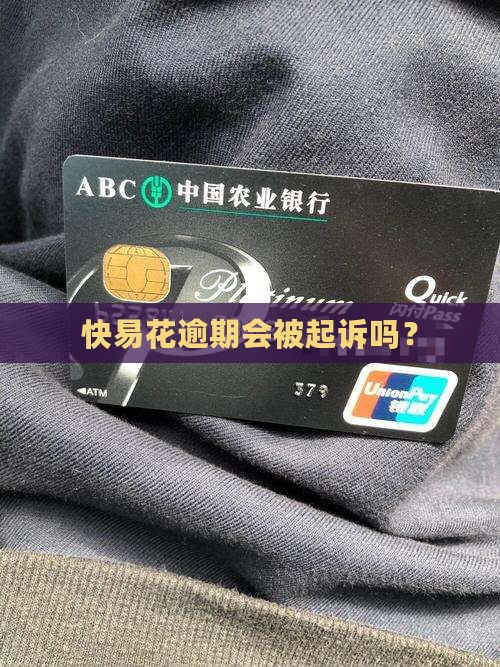 ABC 中国农业银行
Platinum
Quick
闪付Pass
快易花逾期会被起诉吗？
379
ATM
UnionPay
银联